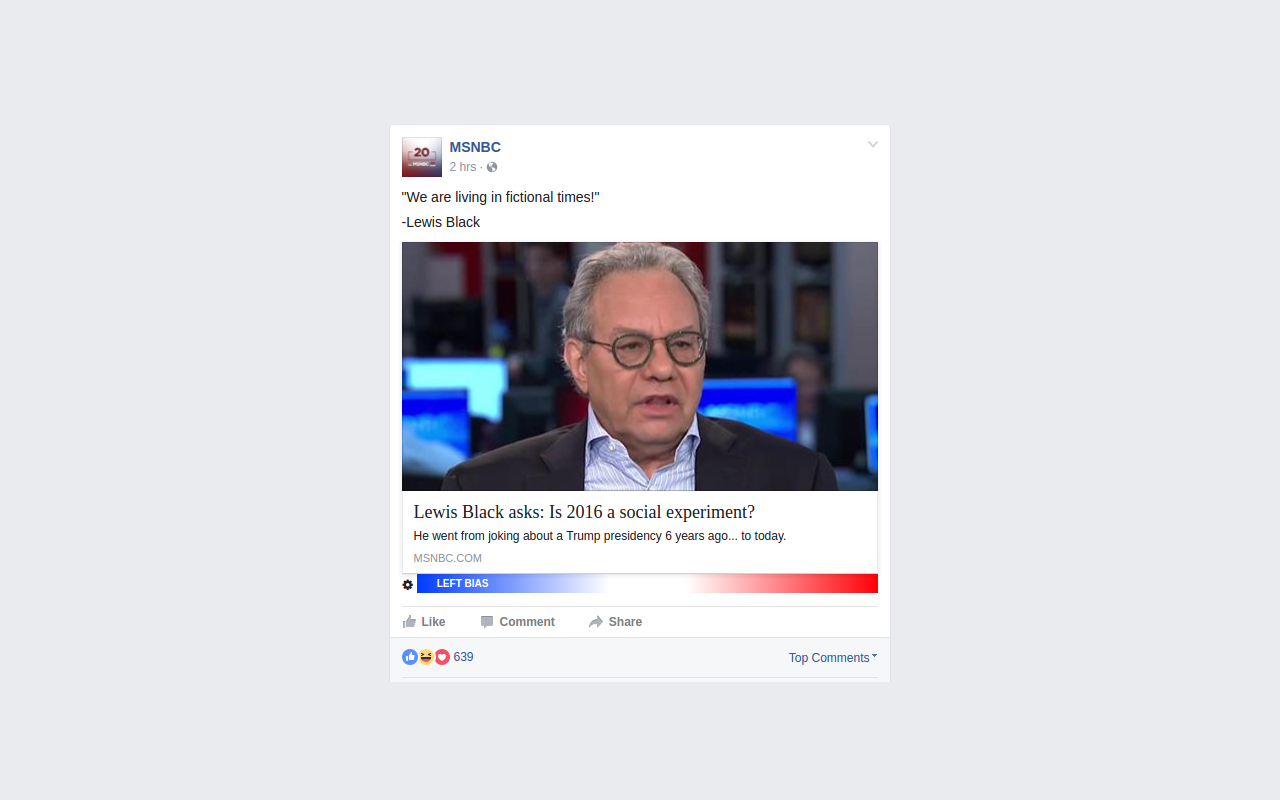 20
MSNBC
2 hrs ·
"We are living in fictional times!"
-Lewis Black
Lewis Black asks: Is 2016 a social experiment?
He went from joking about a Trump presidency 6 years ago... to today.
MSNBC.COM
LEFT BIAS
Like Comment Share
639 Top Comments